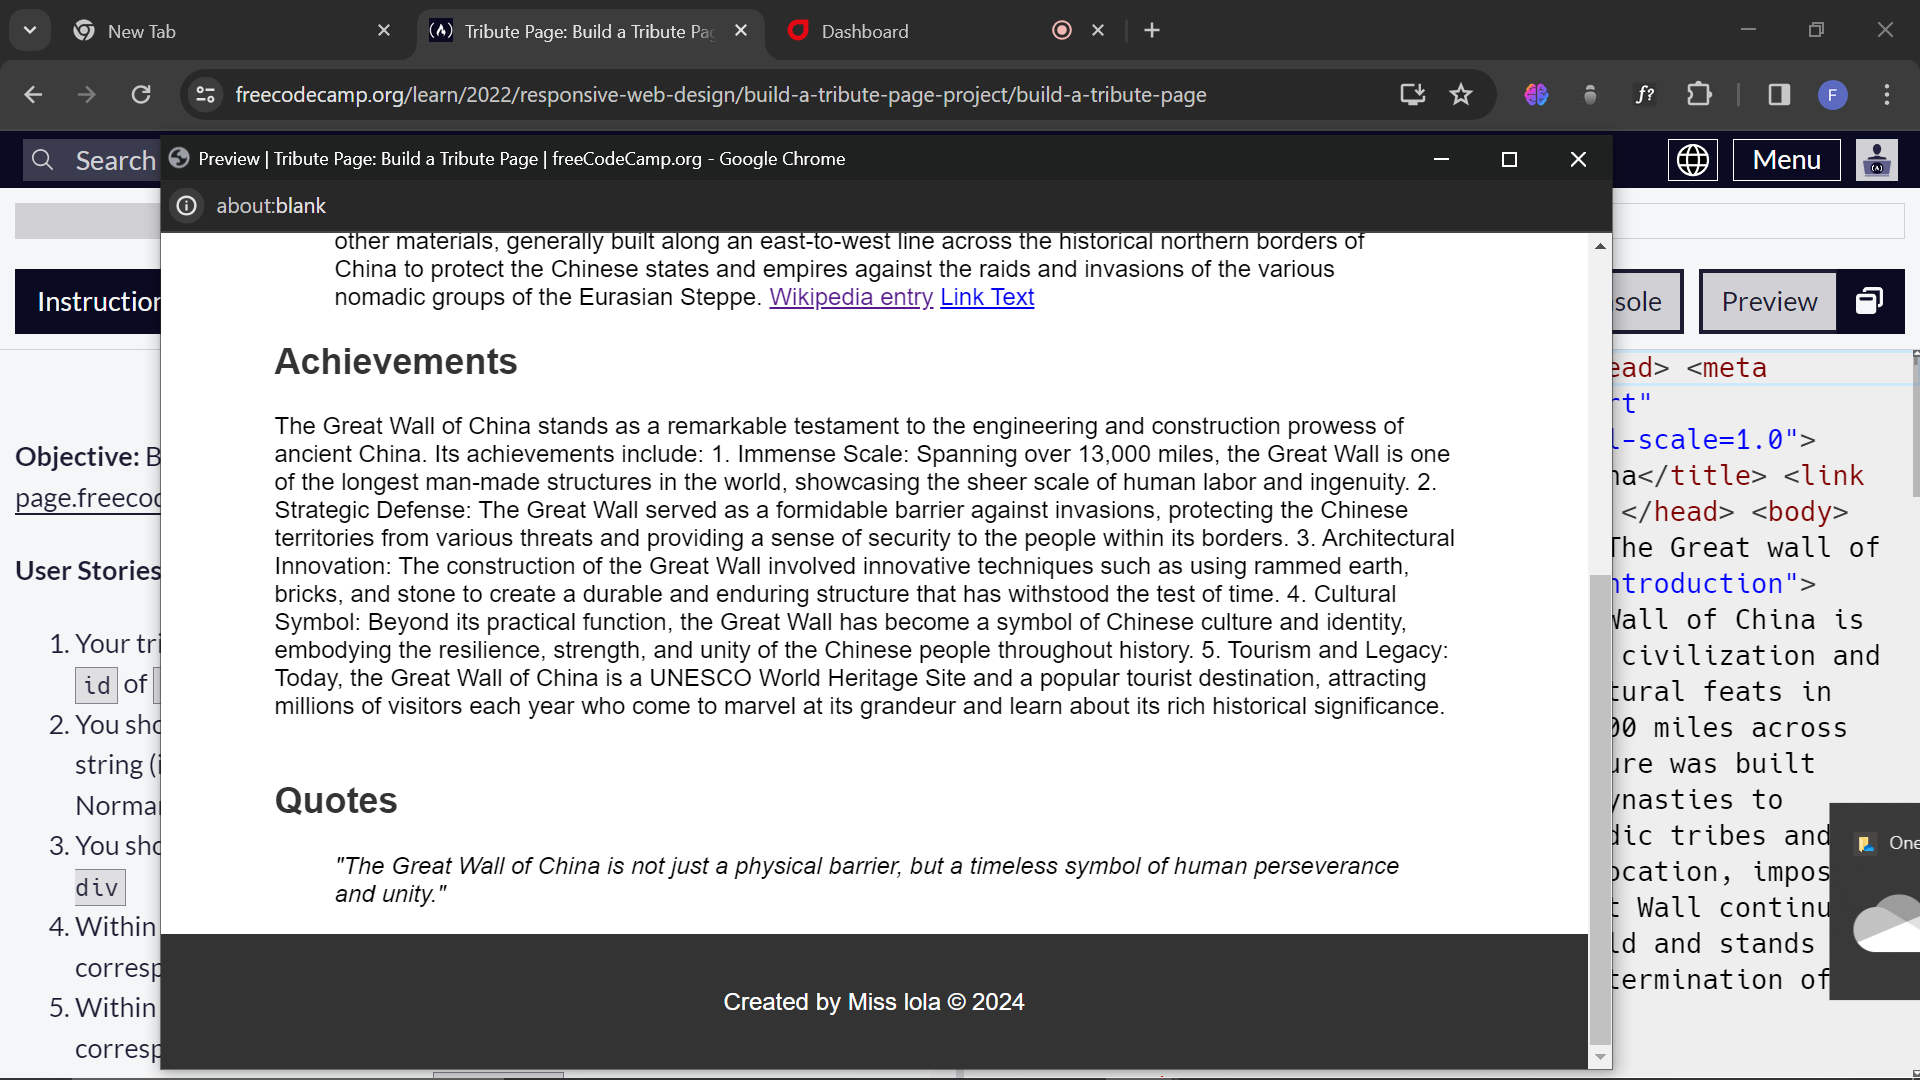 New Tab
Tribute Page: Build a Tribute Pa
Dashboard
freecodecamp.org/learn/2022/responsive-web-design/build-a-tribute-page-project/build-a-tribute-page
f?
F
Search
Preview | Tribute Page: Build a Tribute Page | freeCodeCamp.org - Google Chrome
Menu
about:blank
Instruction
sole
Preview
other materials, generally built along an east-to-west line across the historical northern borders of
China to protect the Chinese states and empires against the raids and invasions of the various
nomadic groups of the Eurasian Steppe. Wikipedia entry Link Text
Achievements
The Great Wall of China stands as a remarkable testament to the engineering and construction prowess of
ancient China. Its achievements include: 1. Immense Scale: Spanning over 13,000 miles, the Great Wall is one
of the longest man-made structures in the world, showcasing the sheer scale of human labor and ingenuity. 2.
Strategic Defense: The Great Wall served as a formidable barrier against invasions, protecting the Chinese
territories from various threats and providing a sense of security to the people within its borders. 3. Architectural
Innovation: The construction of the Great Wall involved innovative techniques such as using rammed earth,
bricks, and stone to create a durable and enduring structure that has withstood the test of time. 4. Cultural
Symbol: Beyond its practical function, the Great Wall has become a symbol of Chinese culture and identity,
embodying the resilience, strength, and unity of the Chinese people throughout history. 5. Tourism and Legacy:
Today, the Great Wall of China is a UNESCO World Heritage Site and a popular tourist destination, attracting
millions of visitors each year who come to marvel at its grandeur and learn about its rich historical significance.
Quotes
"The Great Wall of China is not just a physical barrier, but a timeless symbol of human perseverance
and unity."
Created by Miss lola © 2024
Objective: B
page.freecod
User Stories
1. Your tri
id of
2. You sho
string (i
Norman
3. You sho
div
4. Within
corresp
5. Within
corresp
ead> <meta
rt"
l-scale=1.0">
na</title> <link
</head> <body>
The Great wall of
ntroduction">
Wall of China is
civilization and
tural feats in
00 miles across
ure was built
ynasties to
dic tribes and
ocation, impos
t Wall continu
ld and stands
termination of
One